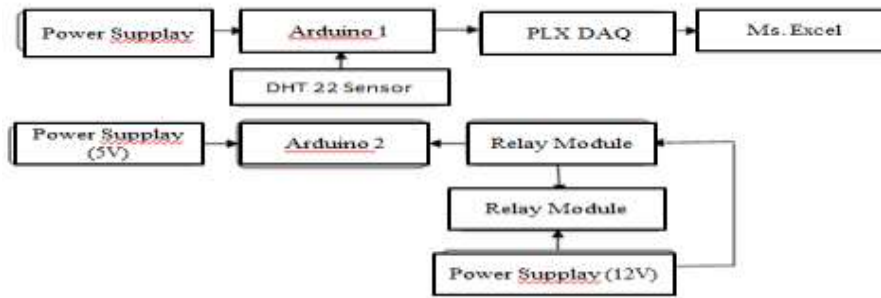 Power Supplay
Arduino 1
PLX DAQ
Ms. Excel
DHT 22 Sensor
Power Supplay
(5V)
Arduino 2
Relay Module
Relay Module
Power Supplay (12V)